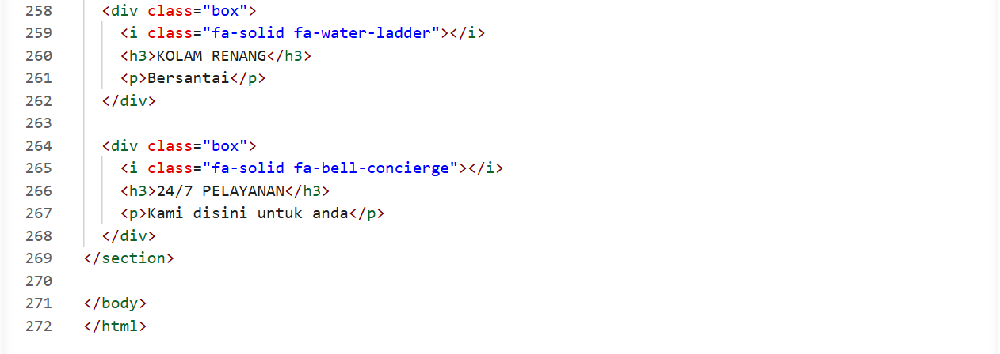 258 <div class="box">
259 <i class="fa-solid fa-water-ladder"></i>
260 <h3>KOLAM RENANG</h3>
261 <p>Bersantai</p>
262 </div>
263
264 <div class="box">
265 <i class="fa-solid fa-bell-concierge"></i>
266 <h3>24/7 PELAYANAN</h3>
267 <p>Kami disini untuk anda</p>
268 </div>
269 </section>
270
271 </body>
272 </html>